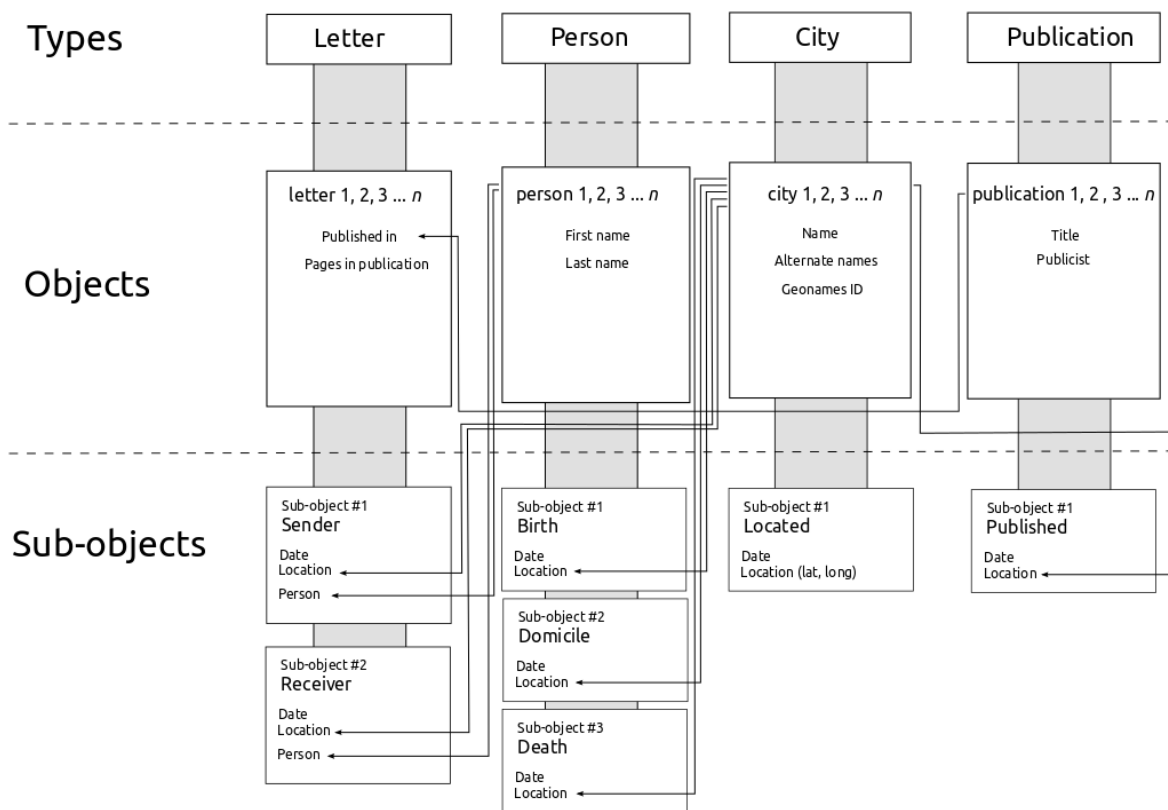 Types
Letter
Person
City
Publication
Objects
letter 1, 2, 3 ... n
Published in
Pages in publication
person 1, 2, 3 ... n
First name
Last name
city 1, 2, 3 ... n
Name
Alternate names
Geonames ID
publication 1, 2 , 3 ... n
Title
Publicist
Sub-objects
Sub-object #1
Sender
Date
Location
Person
Sub-object #2
Receiver
Date
Location
Person
Sub-object #1
Birth
Date
Location
Sub-object #2
Domicile
Date
Location
Sub-object #3
Death
Date
Location
Sub-object #1
Located
Date
Location (lat, long)
Sub-object #1
Published
Date
Location